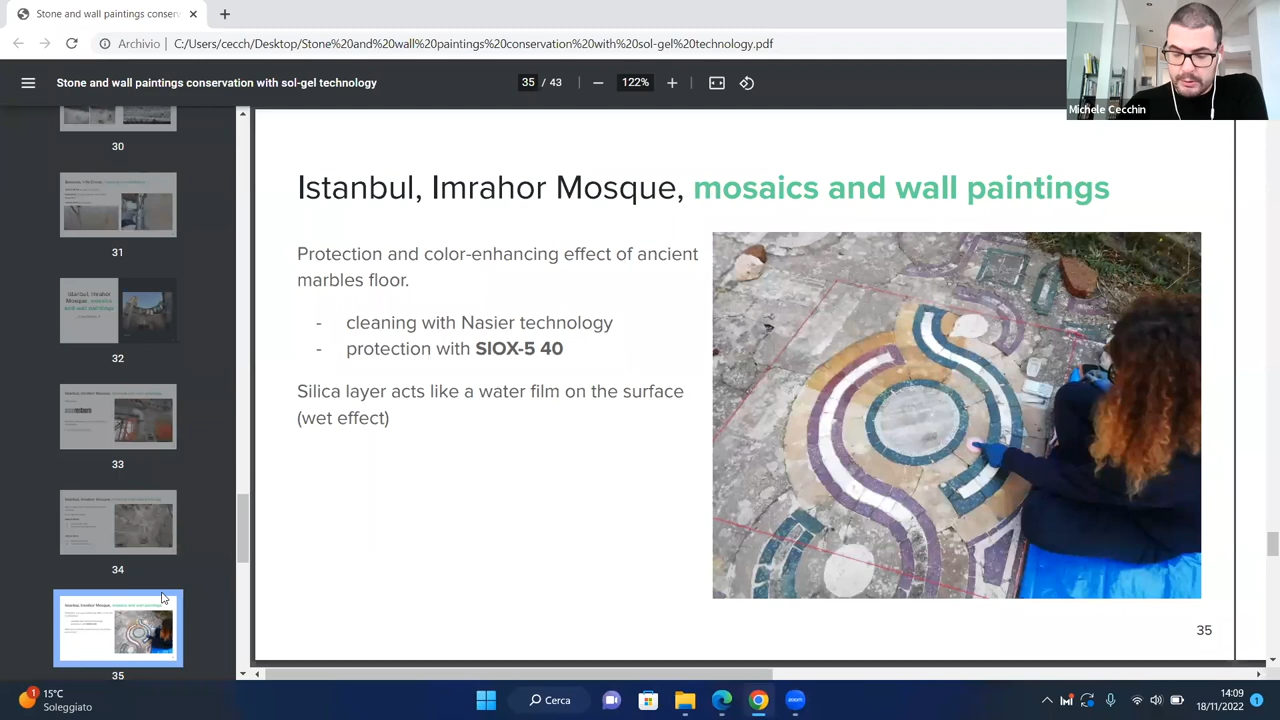 Stone and wall paintings conserv
Archivio
C:/Users/cecch/Desktop/Stone%20and%20wall%20paintings%20conservation%20with%20sol-gel%20technology.pdf
Michele Cecchin
Stone and wall paintings conservation with sol-gel technology
35 / 43
122%
30
31
32
33
34
35
Istanbul, Imrahor Mosque, mosaics and wall paintings
Protection and color-enhancing effect of ancient
marbles floor.
- cleaning with Nasier technology
- protection with SIOX-5 40
Silica layer acts like a water film on the surface
(wet effect)
35
1
15°C
Soleggiato
Cerca
14:09
18/11/2022
1